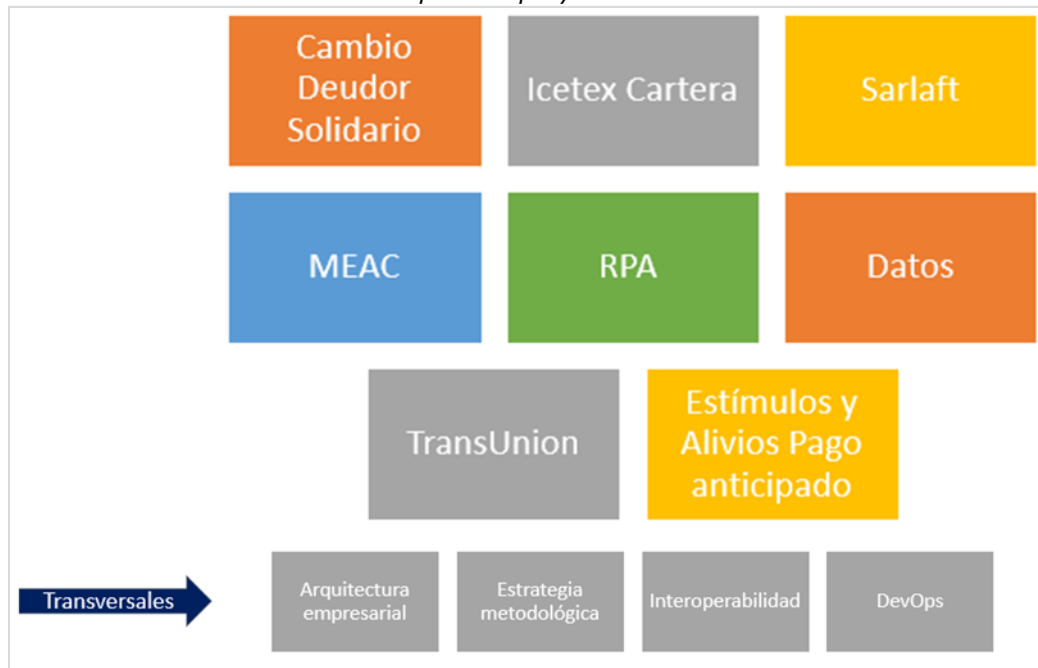 Cambio
Deudor
Solidario
Icetex Cartera
Sarlaft
MEAC
RPA
Datos
TransUnion
Estímulos y
Alivios Pago
anticipado
Transversales
Arquitectura
empresarial
Estrategia
metodológica
Interoperabilidad
DevOps